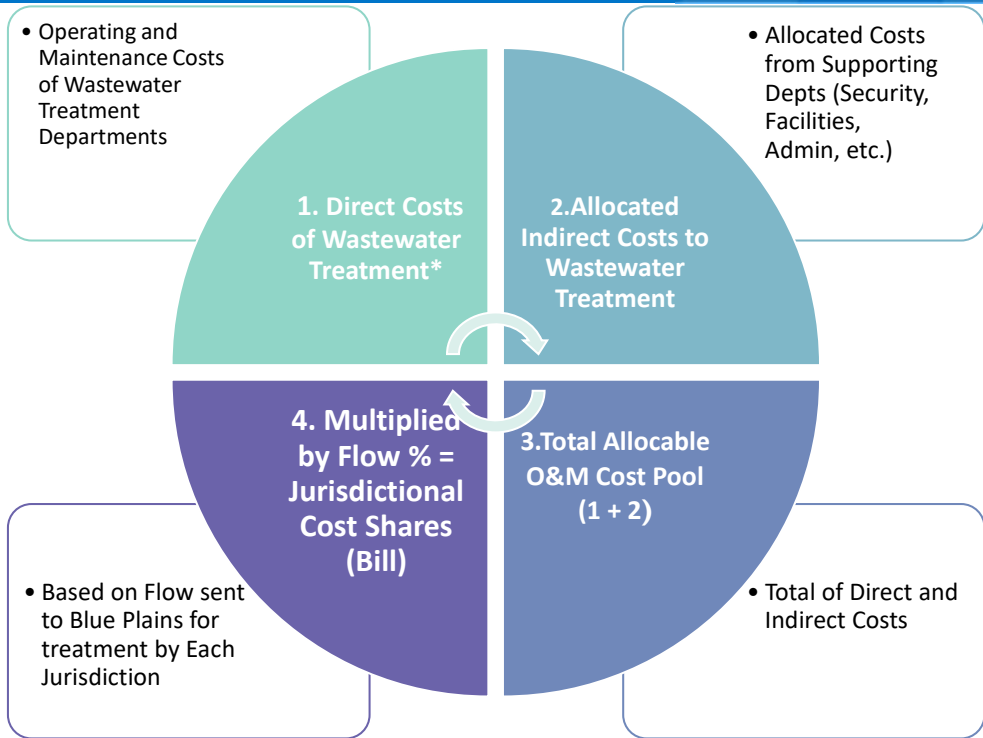 • Operating and
Maintenance Costs
of Wastewater
Treatment
Departments
• Allocated Costs
from Supporting
Depts (Security,
Facilities,
Admin, etc.)
1. Direct Costs
of Wastewater
Treatment*
2.Allocated
Indirect Costs to
Wastewater
Treatment
4. Multiplied
by Flow % =
Jurisdictional
Cost Shares
(Bill)
3.Total Allocable
O&M Cost Pool
(1 + 2)
• Based on Flow sent
to Blue Plains for
treatment by Each
Jurisdiction
• Total of Direct and
Indirect Costs